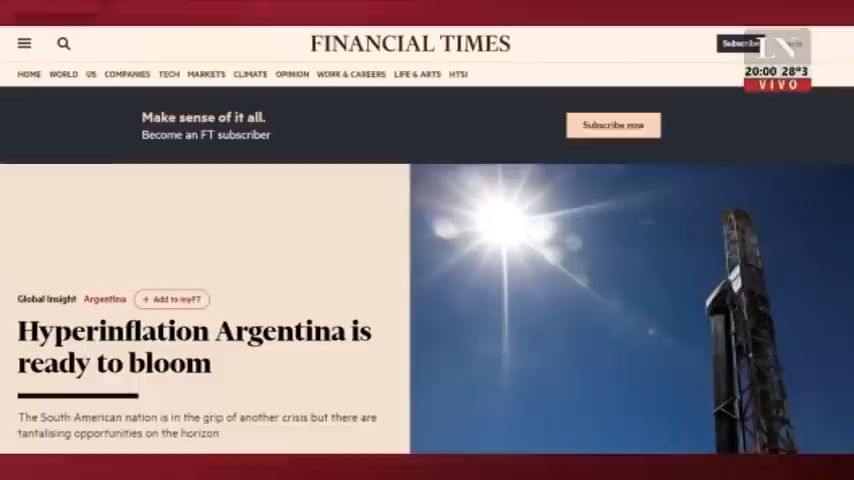 FINANCIAL TIMES
Subscribe
LN
HOME WORLD US COMPANIES TECH MARKETS CLIMATE OPINION WORK & CAREERS LIFE & ARTS HTSI
20:00 28°3
VIVO
Make sense of it all.
Become an FT subscriber
Subscribe now
Global Insight Argentina + Add to myFT
Hyperinflation Argentina is
ready to bloom
The South American nation is in the grip of another crisis but there are
tantalising opportunities on the horizon